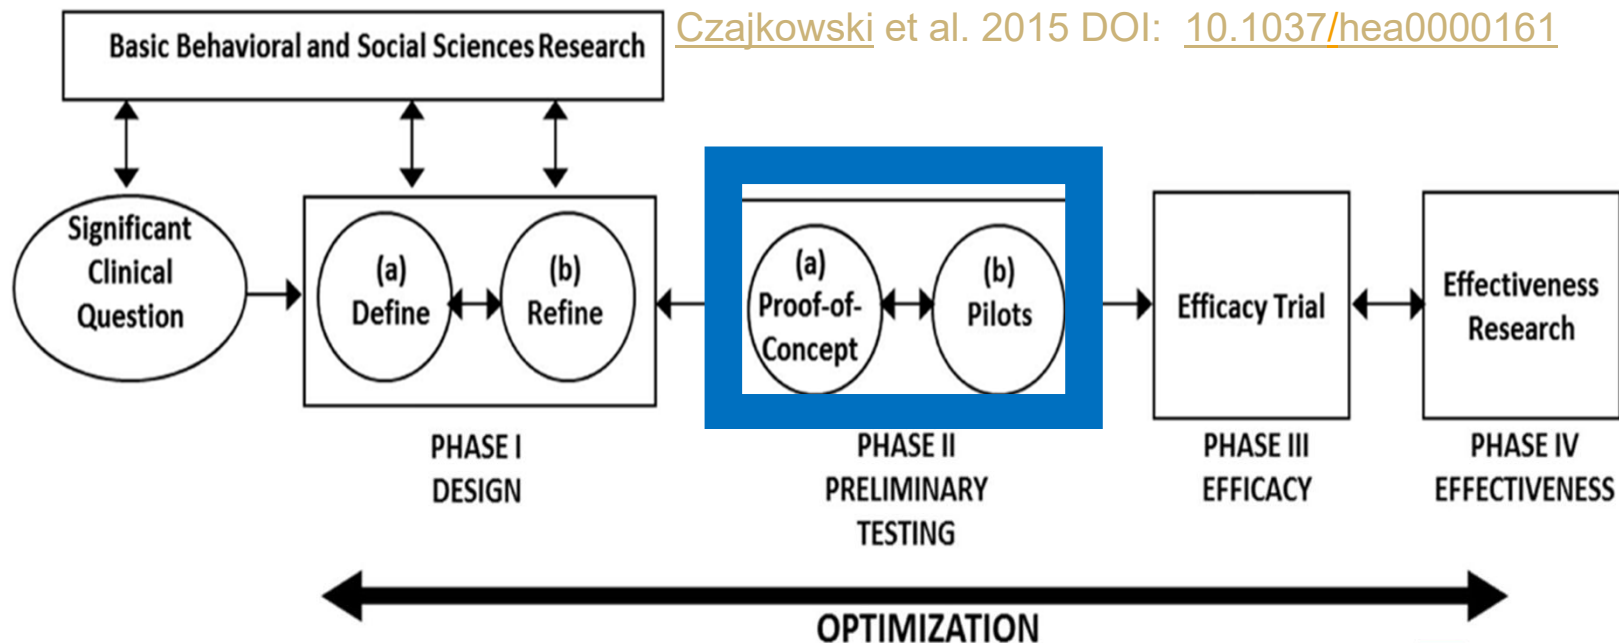 Czajkowski et al. 2015 DOI: 10.1037/hea0000161
Basic Behavioral and Social Sciences Research
Significant
Clinical
Question
(a)
Define
(b)
Refine
(a)
Proof-of-
Concept
(b)
Pilots
Efficacy Trial
Effectiveness
Research
PHASE I
DESIGN
PHASE II
PRELIMINARY
TESTING
PHASE III
EFFICACY
PHASE IV
EFFECTIVENESS
OPTIMIZATION